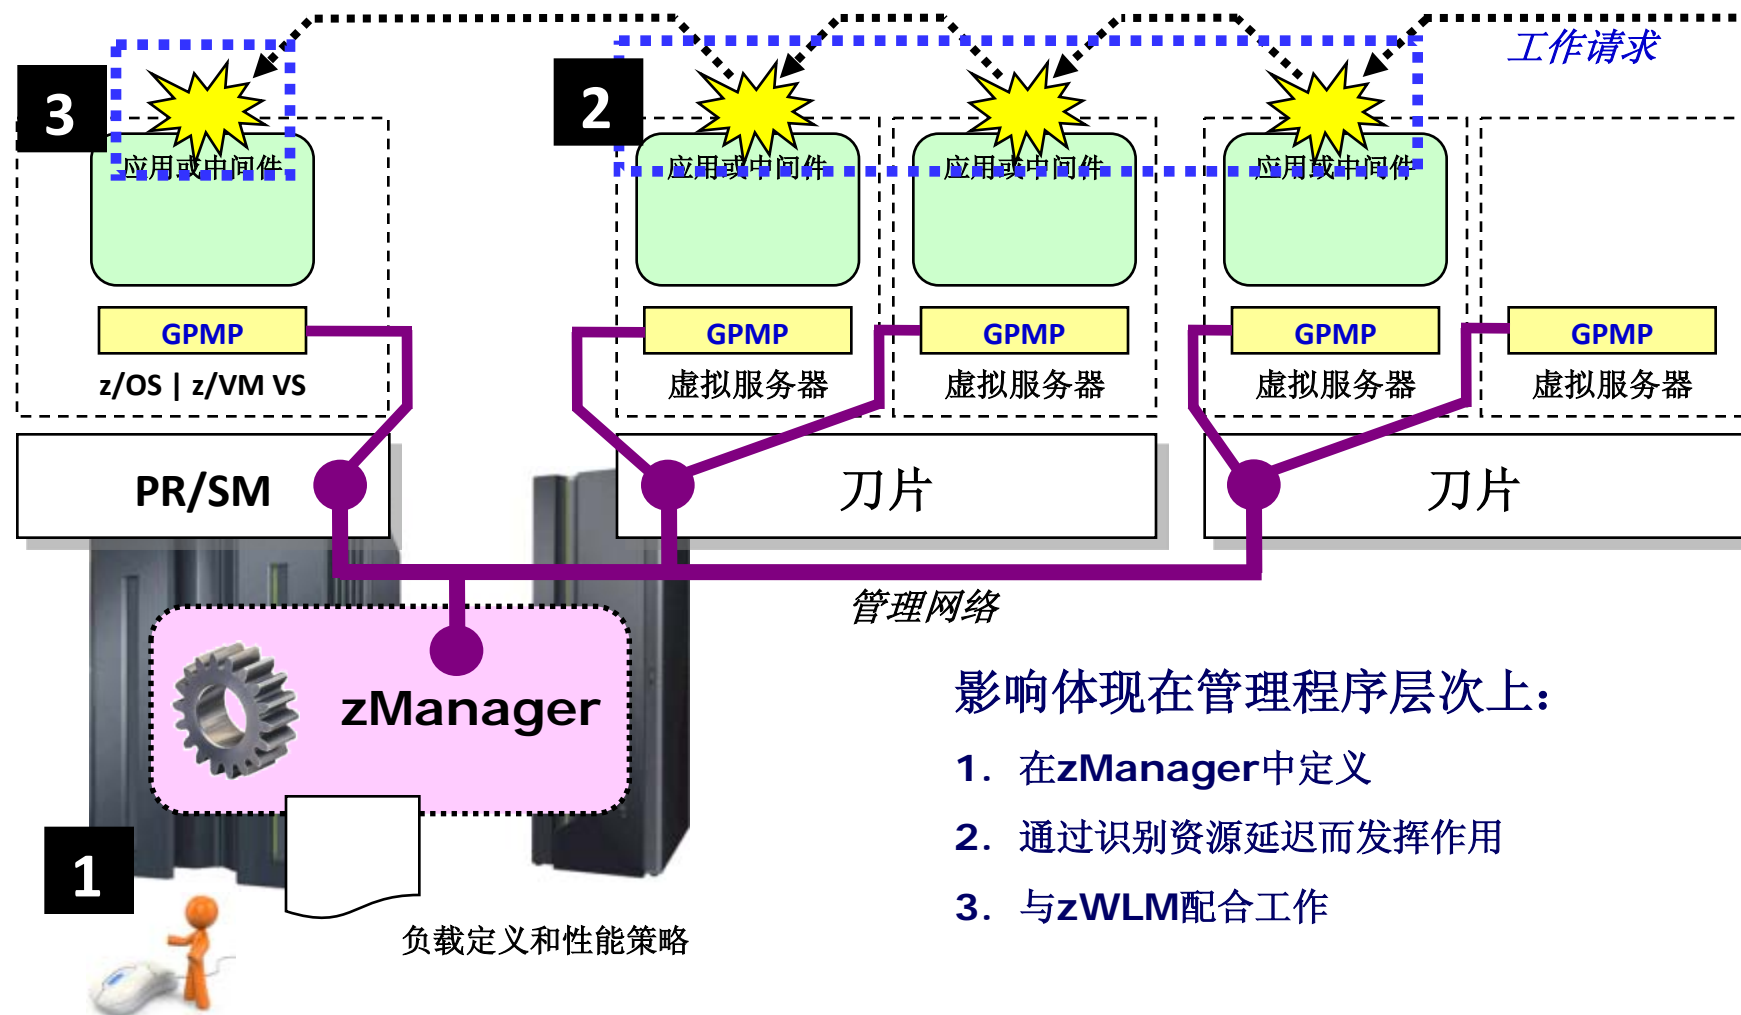 工作请求
3
2
应用或中间件
应用或中间件
应用或中间件
应用或中间件
GPMP
GPMP
GPMP
GPMP
GPMP
z/OS | z/VM VS
虚拟服务器
虚拟服务器
虚拟服务器
虚拟服务器
PR/SM
刀片
刀片
管理网络
zManager
影响体现在管理程序层次上：
1. 在zManager中定义
2. 通过识别资源延迟而发挥作用
3. 与zWLM配合工作
1
负载定义和性能策略